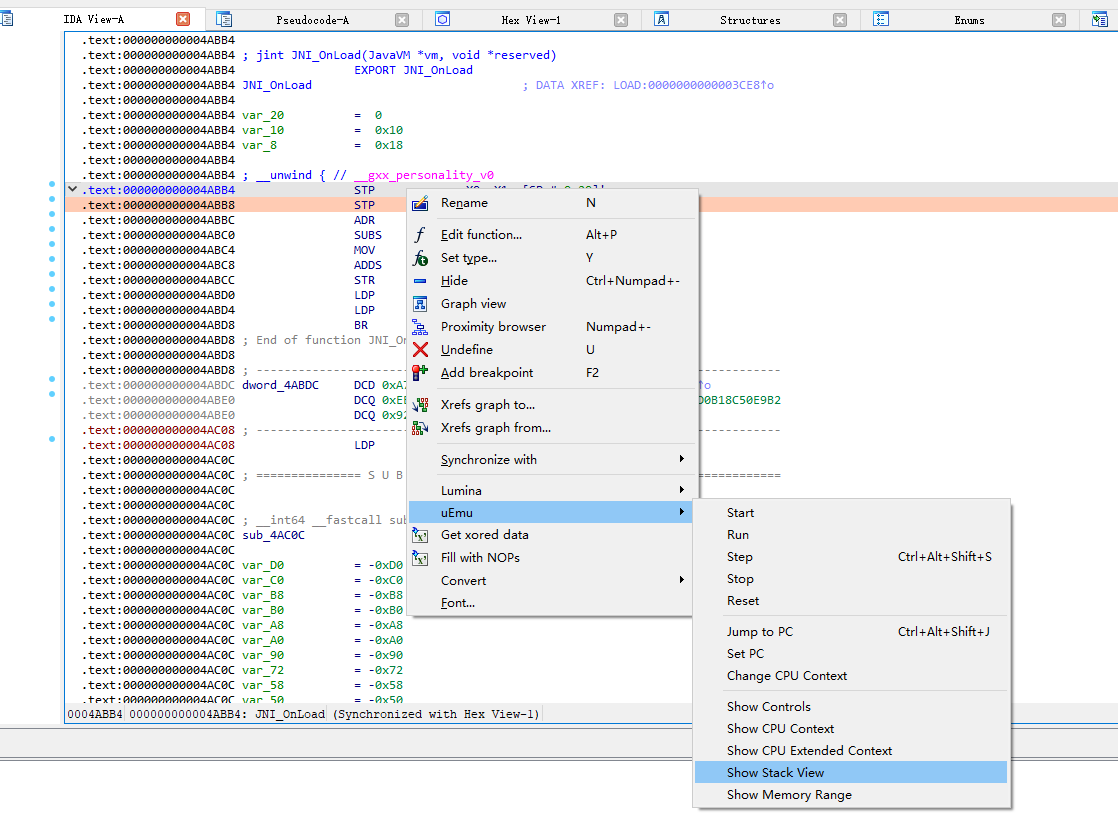 IDA View-A Pseudocode-A Hex View-1 Structures Enums
.text:000000000004ABB4
.text:000000000004ABB4 ; jint JNI_OnLoad(JavaVM *vm, void *reserved)
.text:000000000004ABB4 EXPORT JNI_OnLoad
.text:000000000004ABB4 JNI_OnLoad ; DATA XREF: LOAD:0000000000003CE8↑o
.text:000000000004ABB4
.text:000000000004ABB4 var_20 = 0
.text:000000000004ABB4 var_10 = 0x10
.text:000000000004ABB4 var_8 = 0x18
.text:000000000004ABB4
.text:000000000004ABB4 ; __unwind { // __gxx_personality_v0
.text:000000000004ABB4 STP
.text:000000000004ABB8 STP
.text:000000000004ABBC ADR
.text:000000000004ABC0 SUBS
.text:000000000004ABC4 MOV
.text:000000000004ABC8 ADDS
.text:000000000004ABCC STR
.text:000000000004ABD0 LDP
.text:000000000004ABD4 LDP
.text:000000000004ABD8 BR
.text:000000000004ABD8 ; End of function JNI_On
.text:000000000004ABD8
.text:000000000004ABD8 ; ---------------------------------------------------------------------------
.text:000000000004ABDC dword_4ABDC DCD 0xA7 ↑o
.text:000000000004ABE0 DCQ 0xEE D0B18C50E9B2
.text:000000000004ABE0 DCQ 0x92
.text:000000000004AC08 ; ---------------------------------------------------------------------------
.text:000000000004AC08 LDP
.text:000000000004AC0C
.text:000000000004AC0C ; =============== S U B ===============
.text:000000000004AC0C
.text:000000000004AC0C
.text:000000000004AC0C ; __int64 __fastcall sub
.text:000000000004AC0C sub_4AC0C
.text:000000000004AC0C
.text:000000000004AC0C var_D0 = -0xD0
.text:000000000004AC0C var_C0 = -0xC0
.text:000000000004AC0C var_B8 = -0xB8
.text:000000000004AC0C var_B0 = -0xB0
.text:000000000004AC0C var_A8 = -0xA8
.text:000000000004AC0C var_A0 = -0xA0
.text:000000000004AC0C var_90 = -0x90
.text:000000000004AC0C var_72 = -0x72
.text:000000000004AC0C var_58 = -0x58
.text:000000000004AC0C var_50 = -0x50
0004ABB4 000000000004ABB4: JNI_OnLoad (Synchronized with Hex View-1)
Rename N
Edit function... Alt+P
Set type... Y
Hide Ctrl+Numpad+-
Graph view
Proximity browser Numpad+-
Undefine U
Add breakpoint F2
Xrefs graph to...
Xrefs graph from...
Synchronize with
Lumina
uEmu
Get xored data
Fill with NOPs
Convert
Font...
Start
Run
Step Ctrl+Alt+Shift+S
Stop
Reset
Jump to PC Ctrl+Alt+Shift+J
Set PC
Change CPU Context
Show Controls
Show CPU Context
Show CPU Extended Context
Show Stack View
Show Memory Range